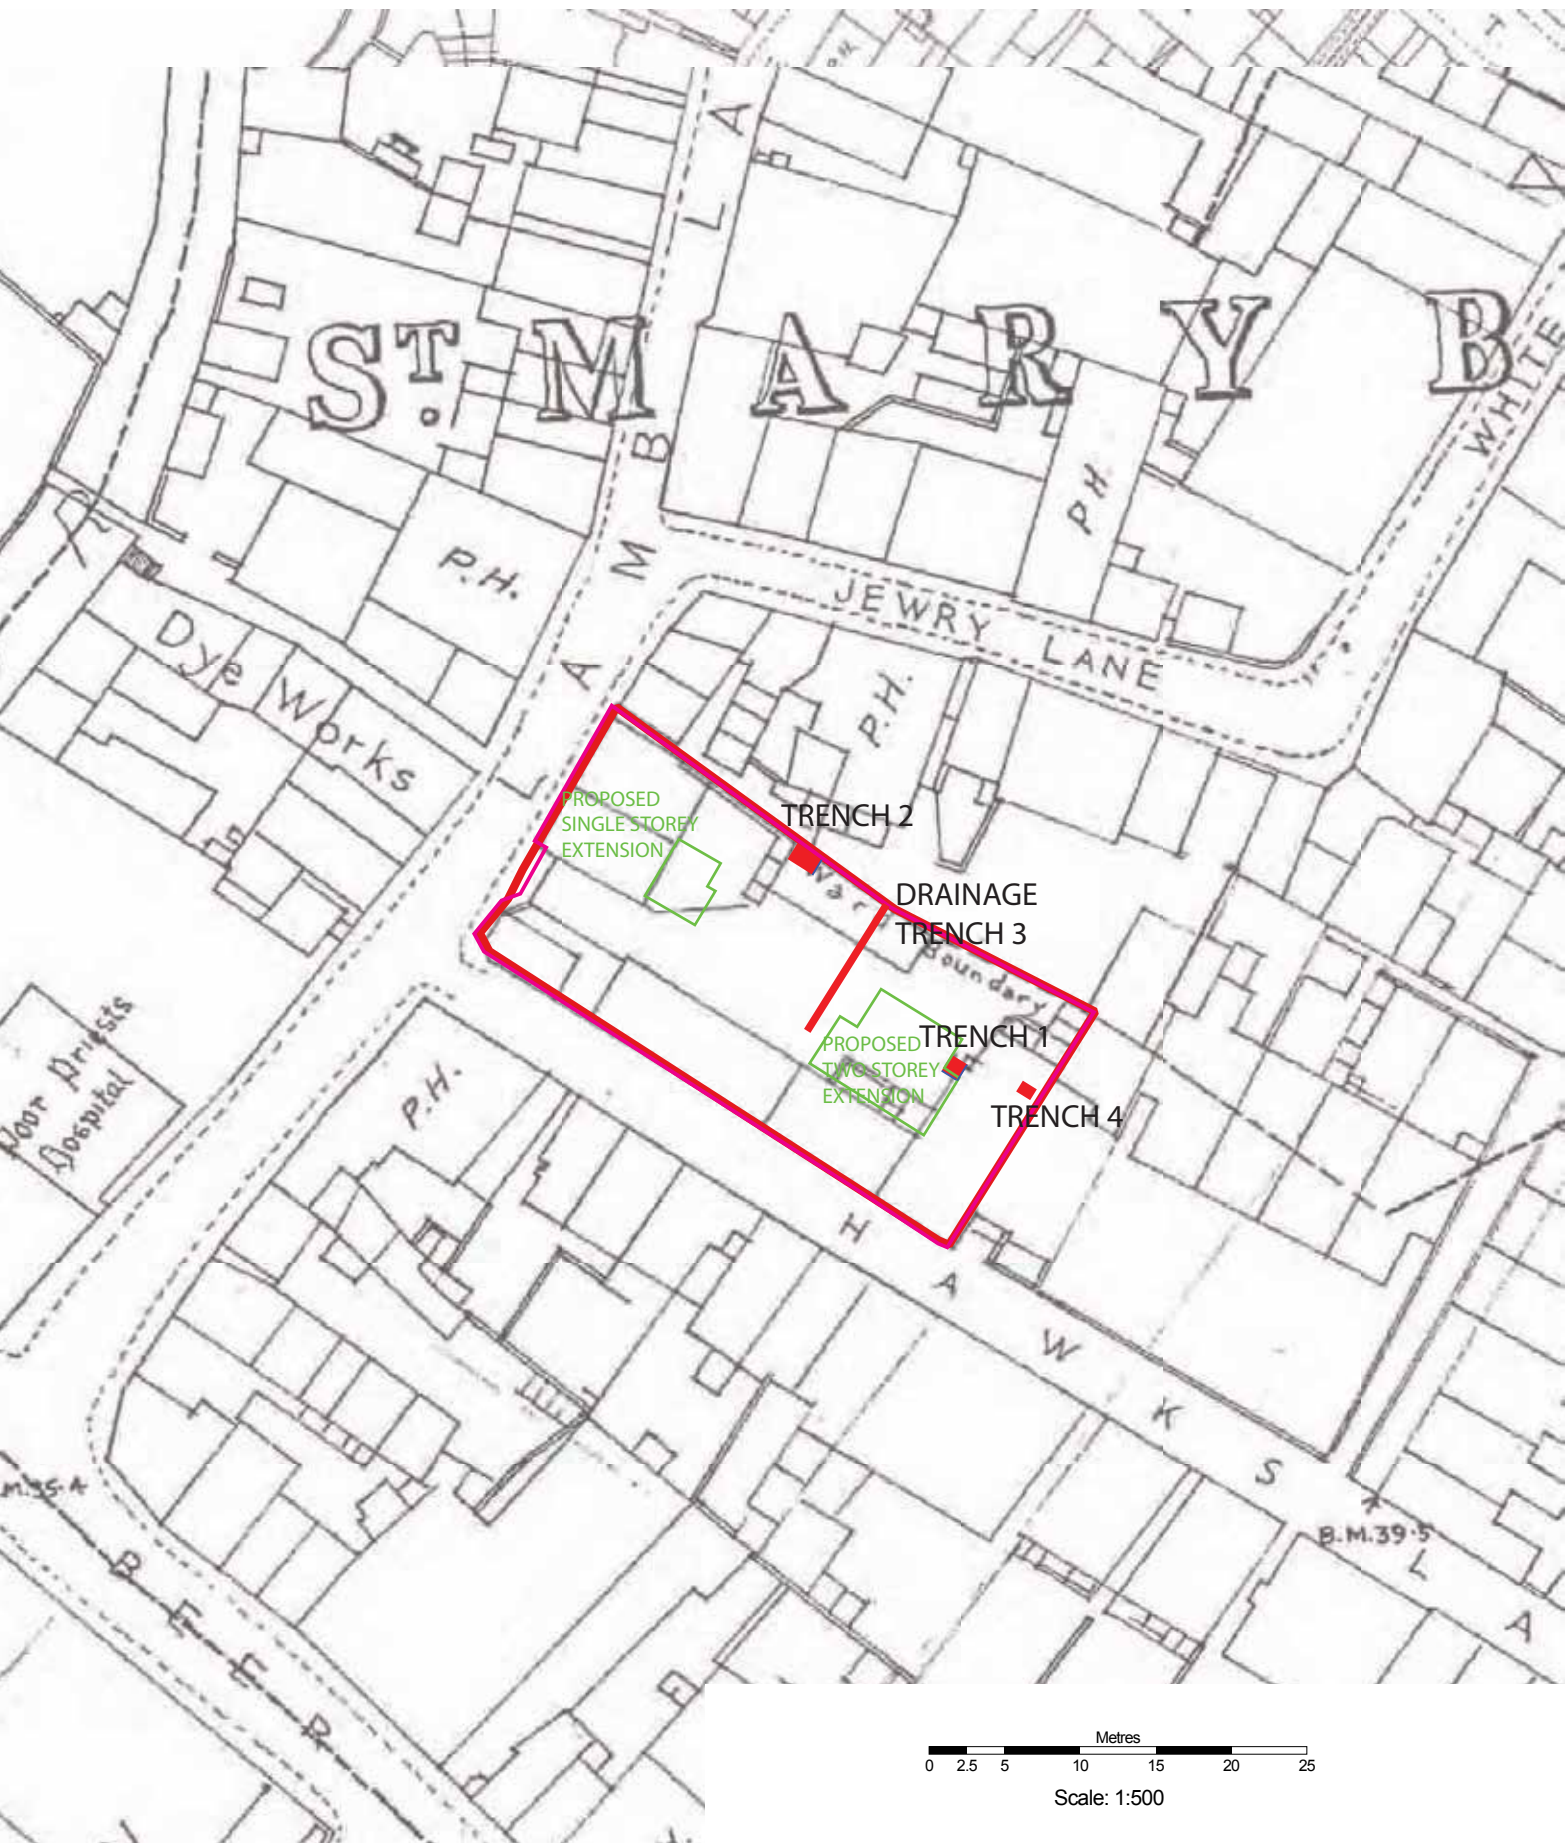 P.H.
A
L
B
M
A
ST. MARY B
WHITE
P.H.
P.H.
JEWRY LANE
Dye Works
P.H.
PROPOSED
SINGLE STOREY
EXTENSION
TRENCH 2
Ward
DRAINAGE
TRENCH 3
Boundary
TRENCH 1
PROPOSED
TWO STOREY
EXTENSION
TRENCH 4
Poor Priests
Hospital
P.H.
H
A
W
K
S
L
A
B.M.39.5
B
E
E
R
Metres
0 2.5 5 10 15 20 25
Scale: 1:500